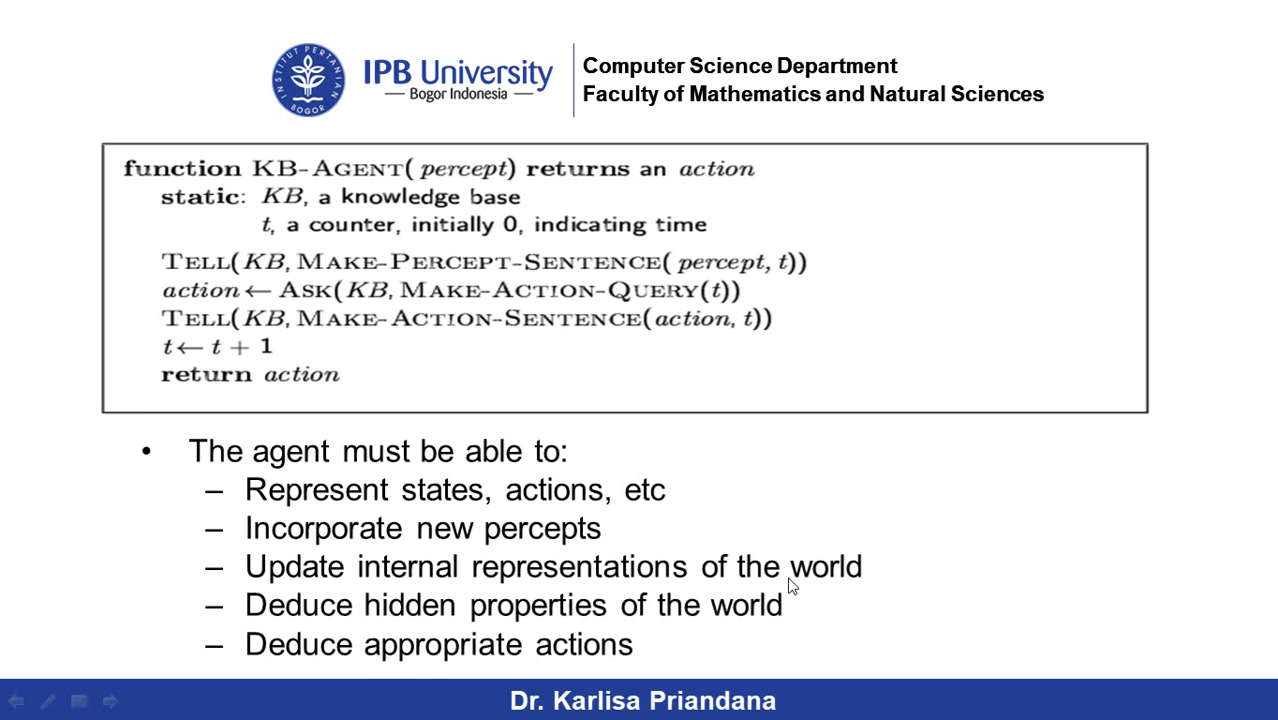 INSTITUT PERTANIAN
BOGOR
IPB University
Bogor Indonesia
Computer Science Department
Faculty of Mathematics and Natural Sciences
function KB-AGENT( percept) returns an action
static: KB, a knowledge base
t, a counter, initially 0, indicating time
TELL(KB, MAKE-PERCEPT-SENTENCE( percept, t))
action ← ASK(KB, MAKE-ACTION-QUERY(t))
TELL(KB, MAKE-ACTION-SENTENCE(action, t))
t ← t + 1
return action
• The agent must be able to:
– Represent states, actions, etc
– Incorporate new percepts
– Update internal representations of the world
– Deduce hidden properties of the world
– Deduce appropriate actions
Dr. Karlisa Priandana